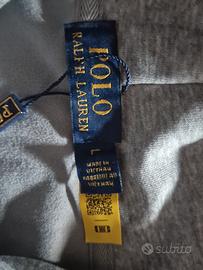 POLO
RALPH LAUREN
L
MADE IN
VIETNAM
subito